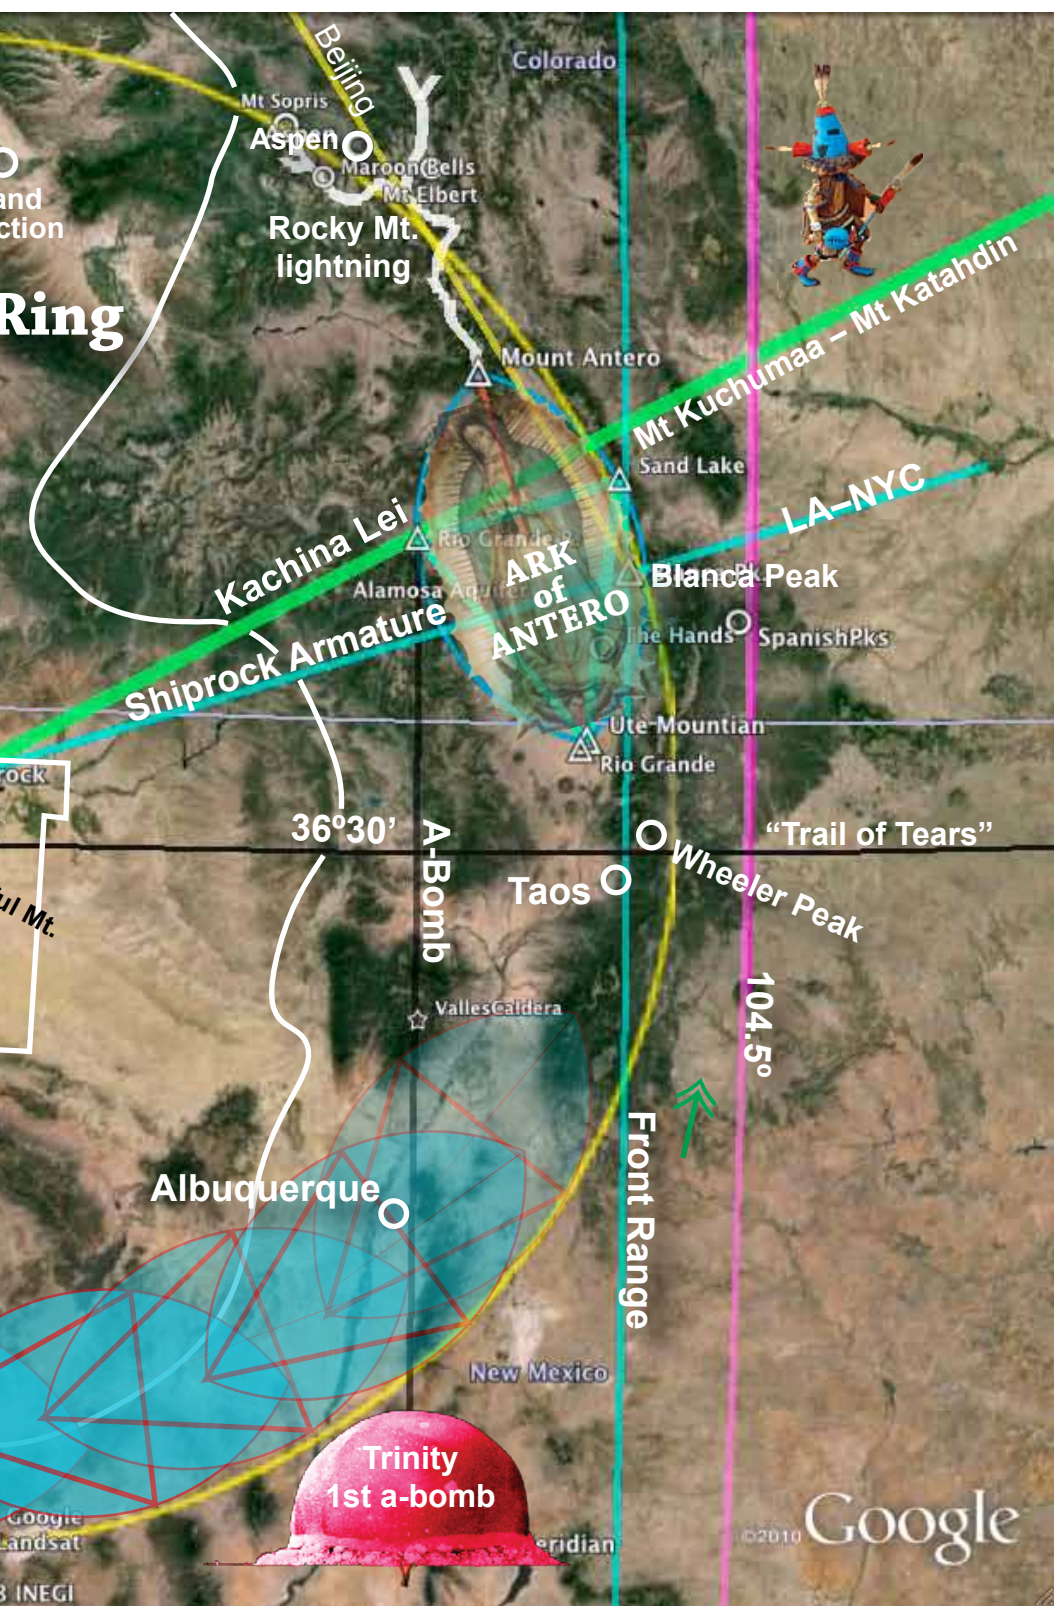 Beijing
Colorado
Mt Sopris
Aspen
Aspen
Maroon Bells
Mt Elbert
and
ction
Rocky Mt.
lightning
Ring
Mount Antero
Mt Kuchumaa – Mt Katahdin
Sand Lake
LA–NYC
Kachina Lei
Rio Grande
ARK
of
ANTERO
Blanca Peak
Alamosa Aquifer
Shiprock Armature
The Hands
SpanishPks
Ute Mountian
Rio Grande
rock
36º30’
A-Bomb
“Trail of Tears”
Wheeler Peak
Taos
ul Mt.
104.5º
VallesCaldera
Front Range
Albuquerque
New Mexico
Trinity
1st a-bomb
Google
Landsat
eridian
©2010 Google
INEGI